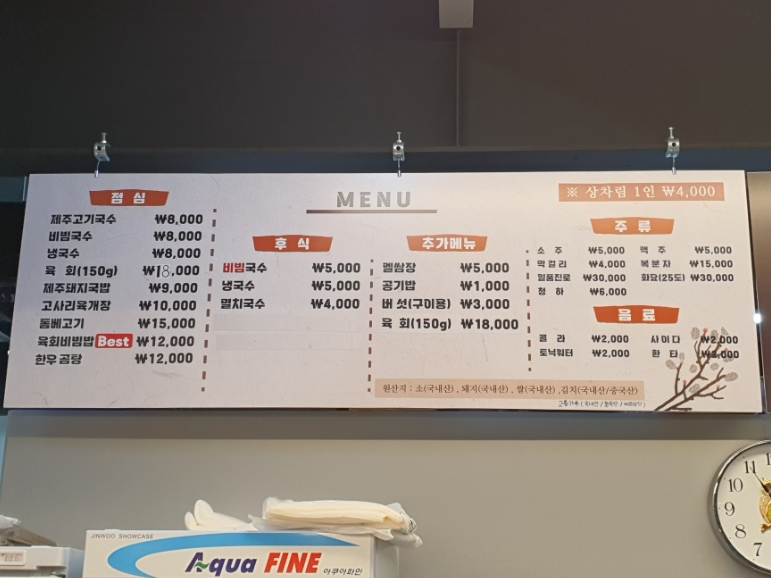 MENU
※ 상차림 1인 ₩4,000
점 심
제주고기국수 ₩8,000
비빔국수 ₩8,000
냉국수 ₩8,000
육 회(150g) ₩18,000
제주돼지국밥 ₩9,000
고사리육개장 ₩10,000
돔베고기 ₩15,000
육회비빔밥 Best ₩12,000
한우곰탕 ₩12,000
후 식
비빔국수 ₩5,000
냉국수 ₩5,000
멸치국수 ₩4,000
추가메뉴
멜쌈장 ₩5,000
공기밥 ₩1,000
버 섯(구이용) ₩3,000
육 회(150g) ₩18,000
주 류
소 주 ₩5,000 맥 주 ₩5,000
막걸리 ₩4,000 복분자 ₩15,000
일품진로 ₩30,000 화요(25도) ₩30,000
청 하 ₩6,000
음 료
콜 라 ₩2,000 사이다 ₩2,000
토닉워터 ₩2,000 환 타 ₩2,000
원산지 : 소(국내산) , 돼지(국내산) , 쌀(국내산) ,김치(국내산/중국산)
JINWOO SHOWCASE
Aqua FINE 아쿠아파인
10 11 9 8 7